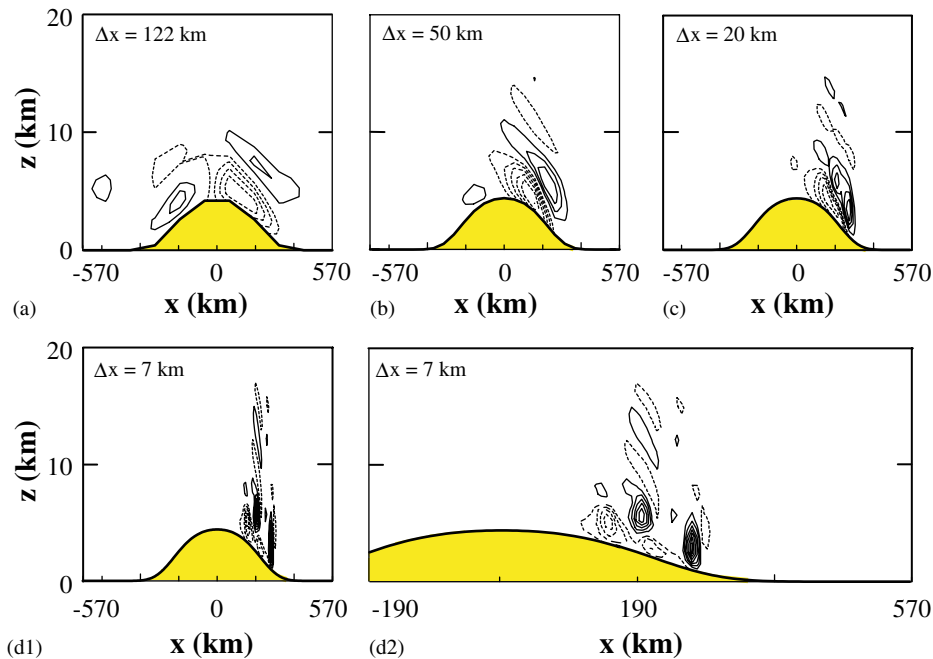 20
Δx = 122 km
Δx = 50 km
Δx = 20 km
z (km)
10
0
-570 0 570
-570 0 570
-570 0 570
(a) x (km)
(b) x (km)
(c) x (km)
20
Δx = 7 km
Δx = 7 km
z (km)
10
0
-570 0 570
-190 190 570
(d1) x (km)
(d2) x (km)